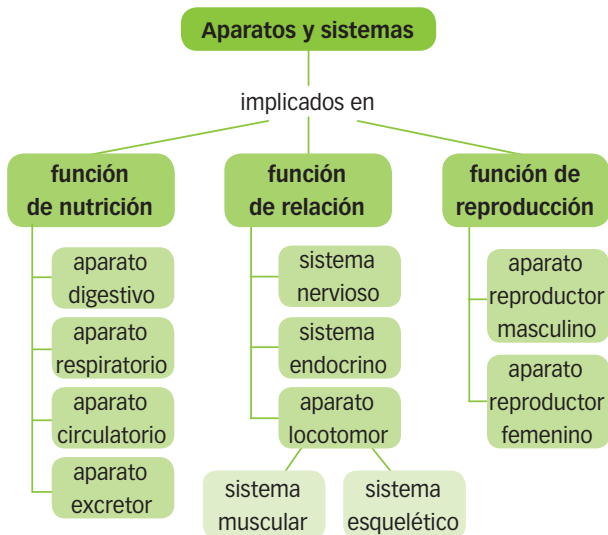 Aparatos y sistemas
implicados en
función
de nutrición
aparato
digestivo
aparato
respiratorio
aparato
circulatorio
aparato
excretor
función
de relación
sistema
nervioso
sistema
endocrino
aparato
locotomor
sistema
muscular
sistema
esquelético
función de
reproducción
aparato
reproductor
masculino
aparato
reproductor
femenino